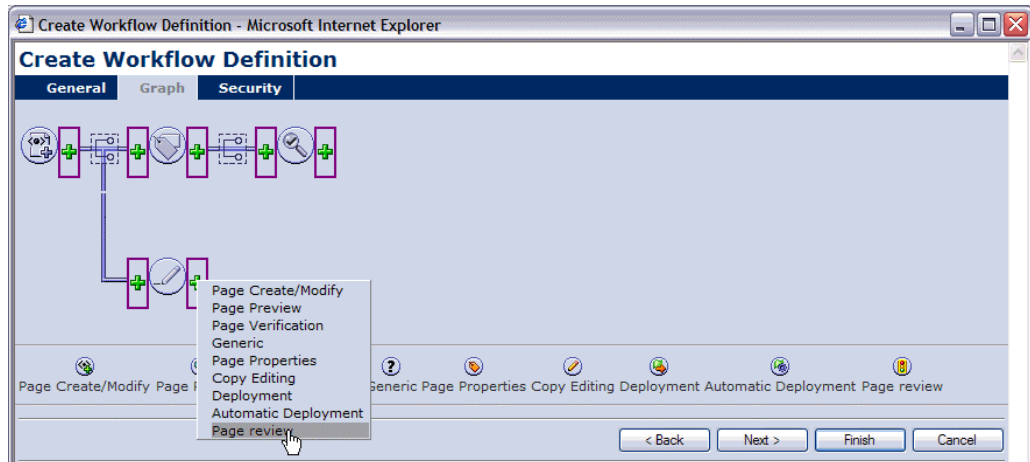 Create Workflow Definition - Microsoft Internet Explorer
Create Workflow Definition
General Graph Security
Page Create/Modify
Page Preview
Page Verification
Generic
Page Properties
Copy Editing
Deployment
Automatic Deployment
Page review
Page Create/Modify Page Generic Page Properties Copy Editing Deployment Automatic Deployment Page review
< Back Next > Finish Cancel